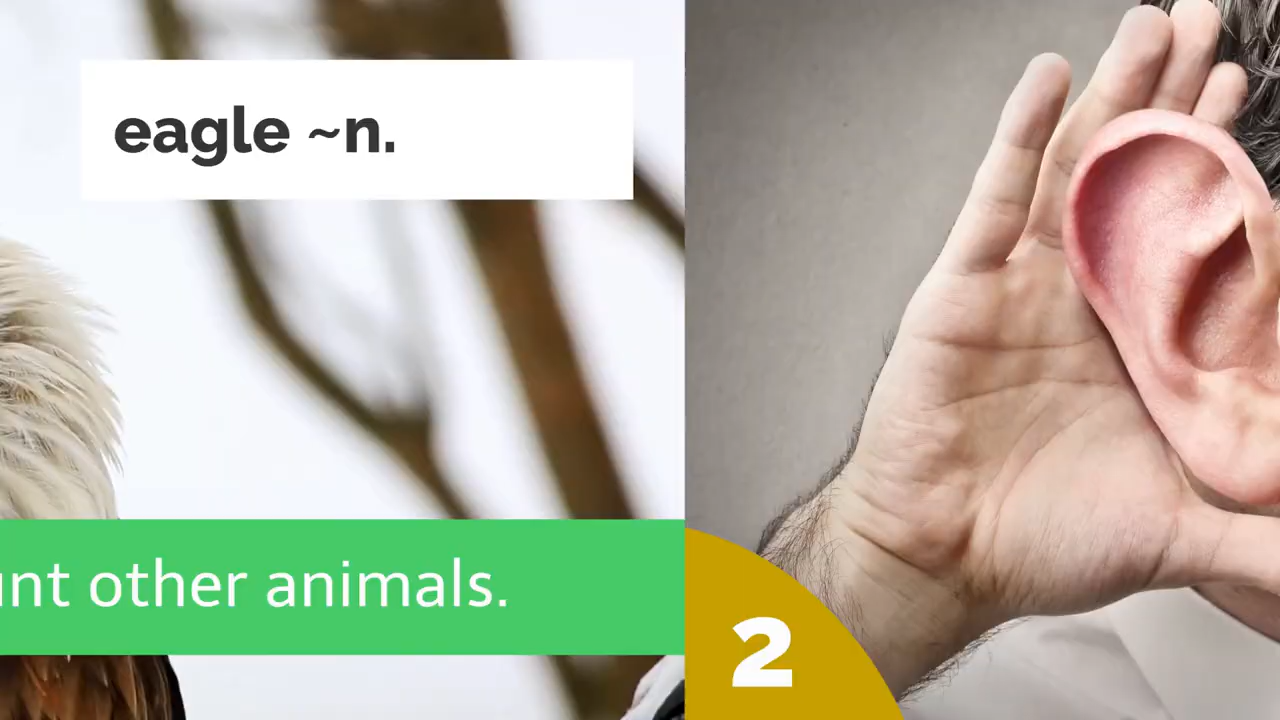 eagle ~n.
other animals.
2